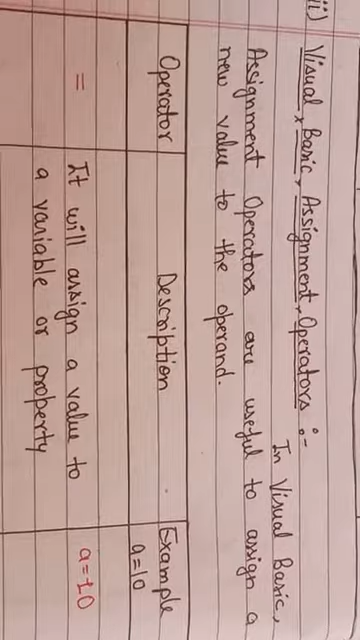 ii) Visual Basic Assignment Operators :-
In Visual Basic,
Assignment Operators are useful to assign a
new value to the operand.
Operator Description Example
a=10
= It will assign a value to a=10
a variable or property